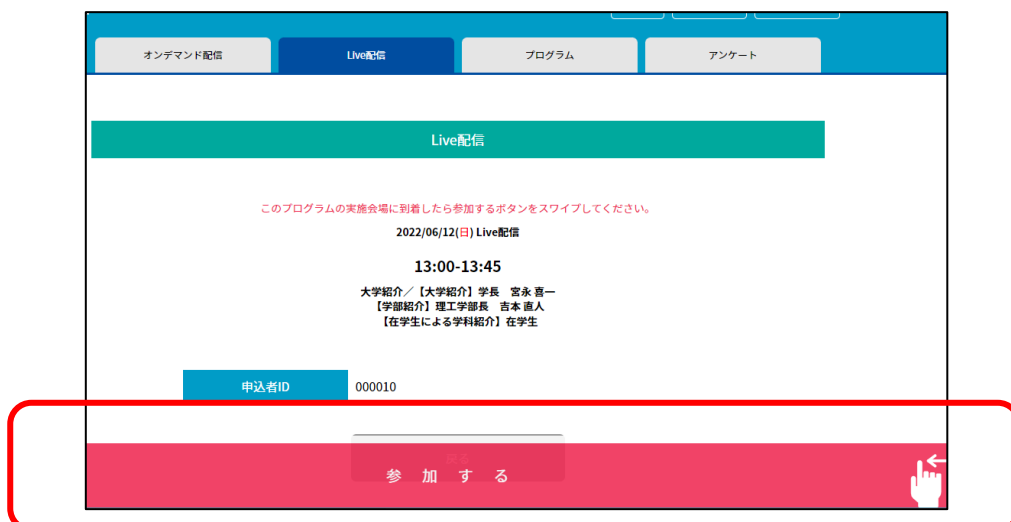 オンデマンド配信
Live配信
プログラム
アンケート
Live配信
このプログラムの実施会場に到着したら参加するボタンをスワイプしてください。
2022/06/12(日) Live配信
13:00-13:45
大学紹介／【大学紹介】学長　宮永 喜一
【学部紹介】理工学部長　吉本 直人
【在学生による学科紹介】在学生
申込者ID
000010
参 加 す る